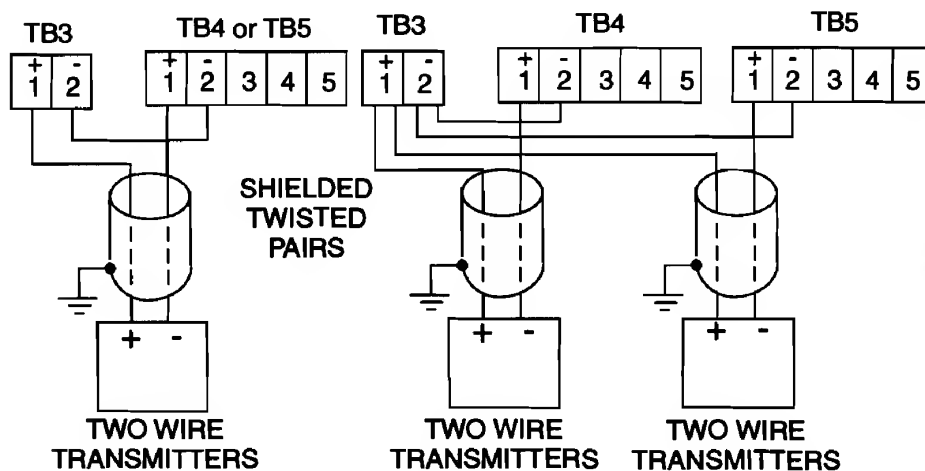 TB3
TB4 or TB5
TB3
TB4
TB5
+ -
1 2
+ -
1 2 3 4 5
+ -
1 2
+ -
1 2 3 4 5
+ -
1 2 3 4 5
SHIELDED
TWISTED
PAIRS
+ -
+ -
+ -
TWO WIRE
TRANSMITTERS
TWO WIRE
TRANSMITTERS
TWO WIRE
TRANSMITTERS